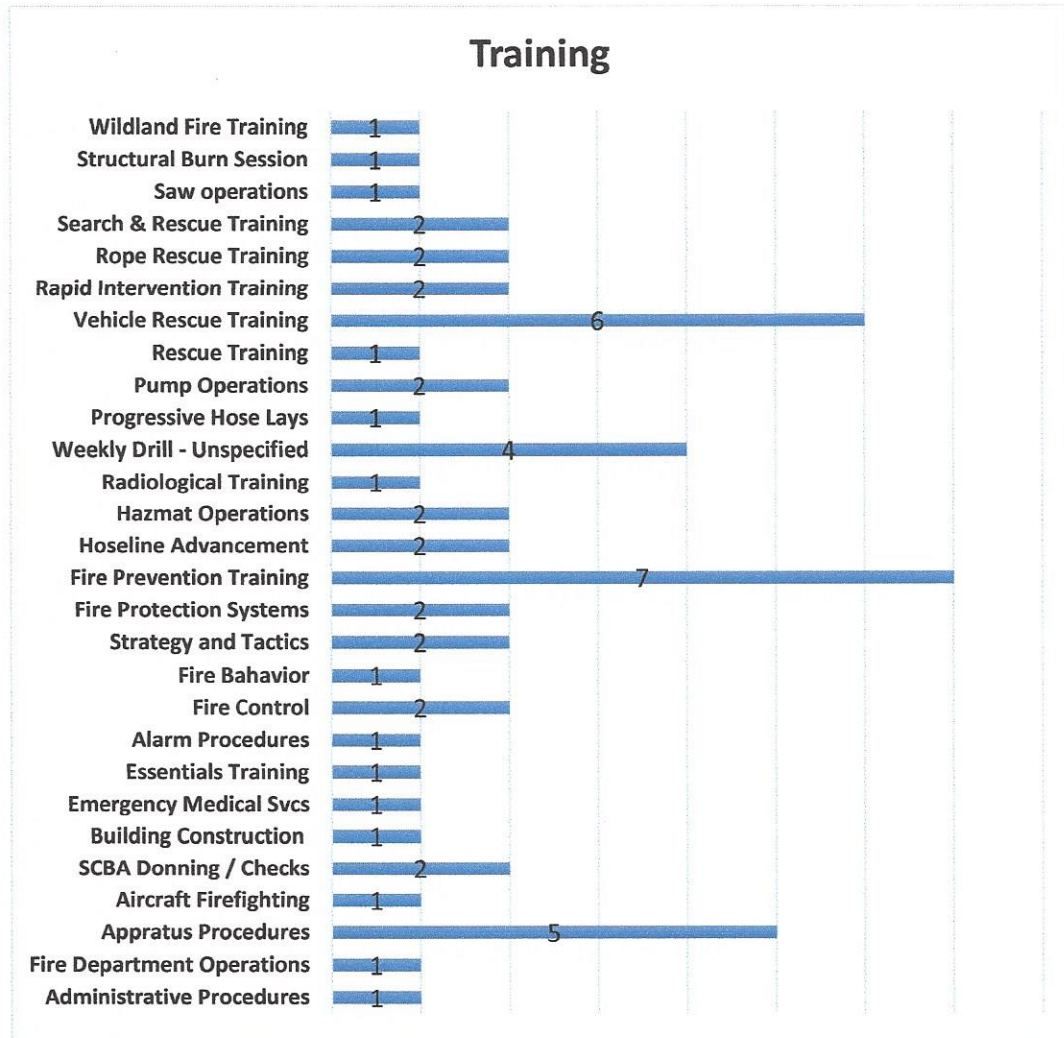 Training
Wildland Fire Training 1
Structural Burn Session 1
Saw operations 1
Search & Rescue Training 2
Rope Rescue Training 2
Rapid Intervention Training 2
Vehicle Rescue Training 6
Rescue Training 1
Pump Operations 2
Progressive Hose Lays 1
Weekly Drill - Unspecified 4
Radiological Training 1
Hazmat Operations 2
Hoseline Advancement 2
Fire Prevention Training 7
Fire Protection Systems 2
Strategy and Tactics 2
Fire Bahavior 1
Fire Control 2
Alarm Procedures 1
Essentials Training 1
Emergency Medical Svcs 1
Building Construction 1
SCBA Donning / Checks 2
Aircraft Firefighting 1
Appratus Procedures 5
Fire Department Operations 1
Administrative Procedures 1